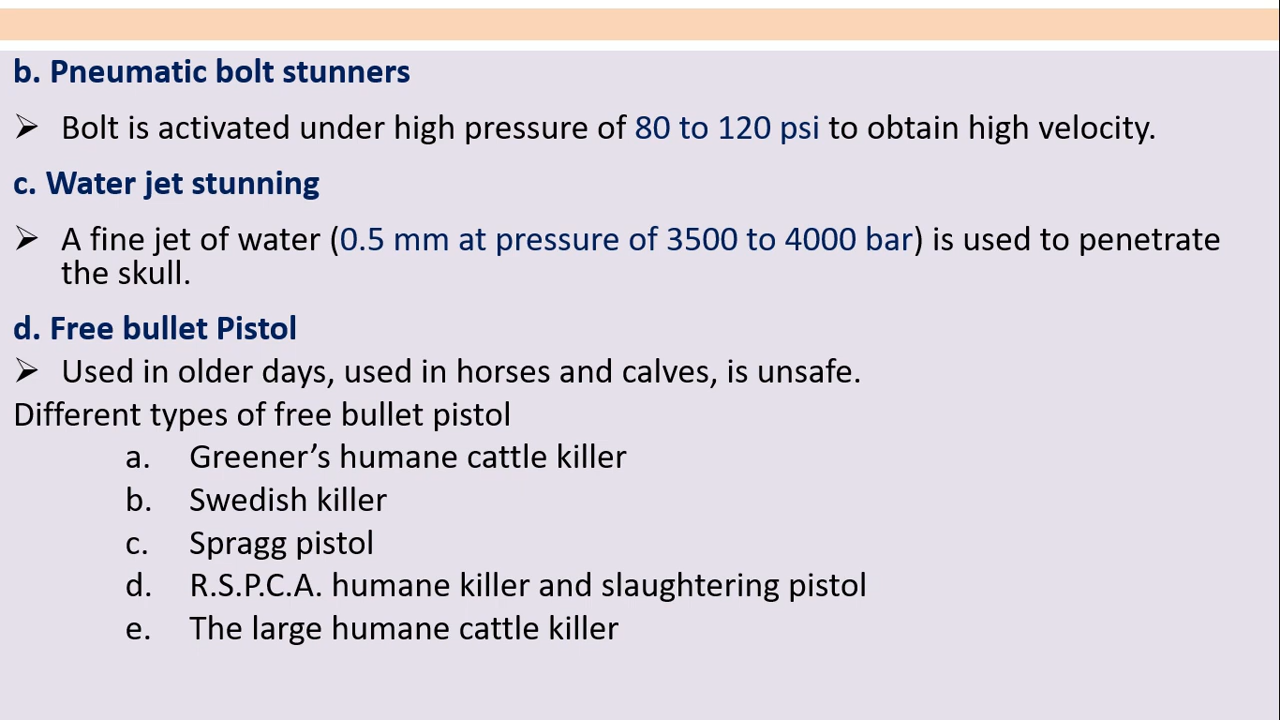 b. Pneumatic bolt stunners
➢ Bolt is activated under high pressure of 80 to 120 psi to obtain high velocity.
c. Water jet stunning
➢ A fine jet of water (0.5 mm at pressure of 3500 to 4000 bar) is used to penetrate
the skull.
d. Free bullet Pistol
➢ Used in older days, used in horses and calves, is unsafe.
Different types of free bullet pistol
a. Greener’s humane cattle killer
b. Swedish killer
c. Spragg pistol
d. R.S.P.C.A. humane killer and slaughtering pistol
e. The large humane cattle killer